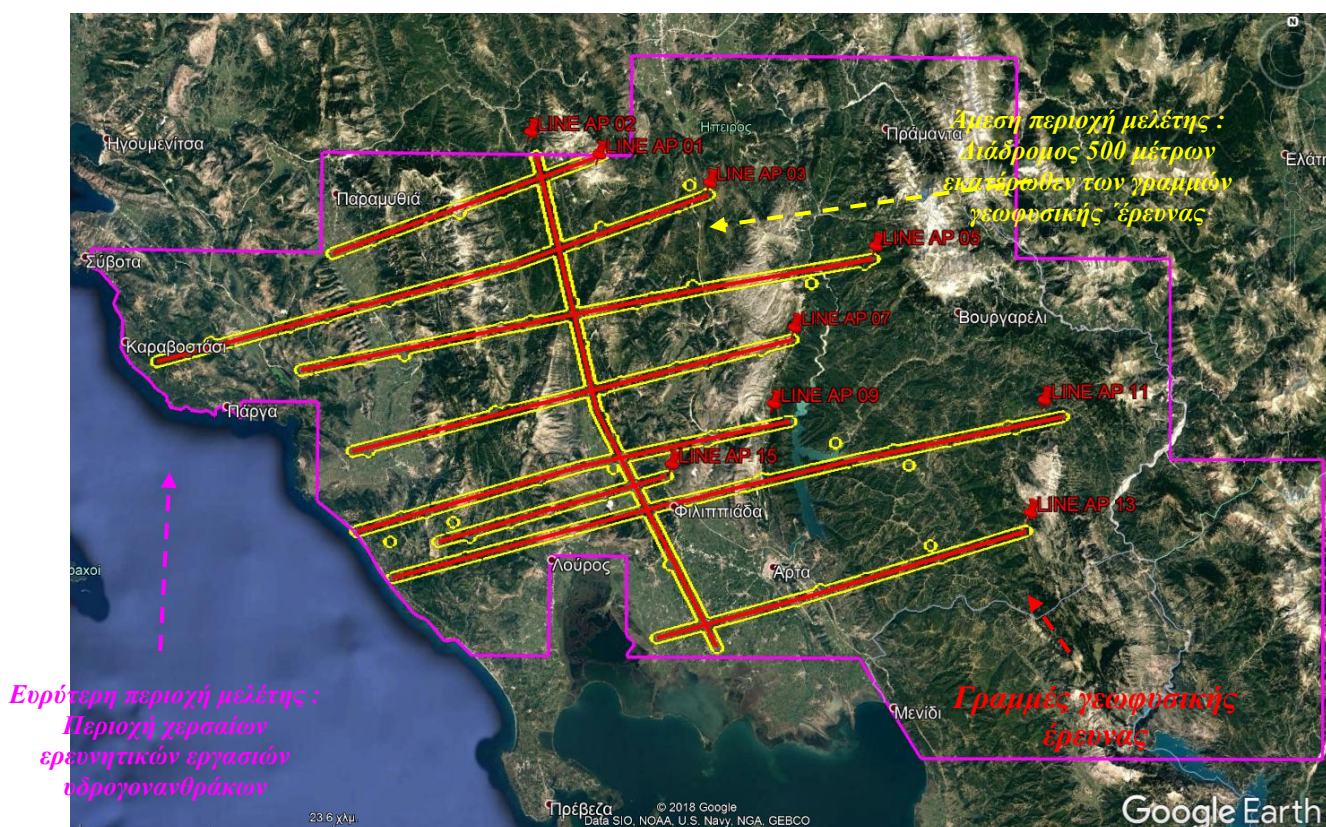 N
LINE AP 02
Ηπειρος
Άμεση περιοχή μελέτης :
Διάδρομος 500 μέτρων
εκατέρωθεν των γραμμών
γεωφυσικής ΄έρευνας
Πράμαντα
Ηγουμενίτσα
LINE AP 01
Ελάτη
LINE AP 03
Παραμυθιά
LINE AP 05
Σύβοτα
Βουργαρέλι
LINE AP 07
Καραβοστάσι
LINE AP 09
LINE AP 11
Πάργα
LINE AP 15
Φιλιππιάδα
LINE AP 13
Λούρος
Άρτα
paxoi
Ευρύτερη περιοχή μελέτης :
Περιοχή χερσαίων
ερευνητικών εργασιών
υδρογονανθράκων
Γραμμές γεωφυσικής
έρευνας
Μενίδι
Πρέβεζα
23.6 χλμ.
© 2018 Google
Data SIO, NOAA, U.S. Navy, NGA, GEBCO
Google Earth